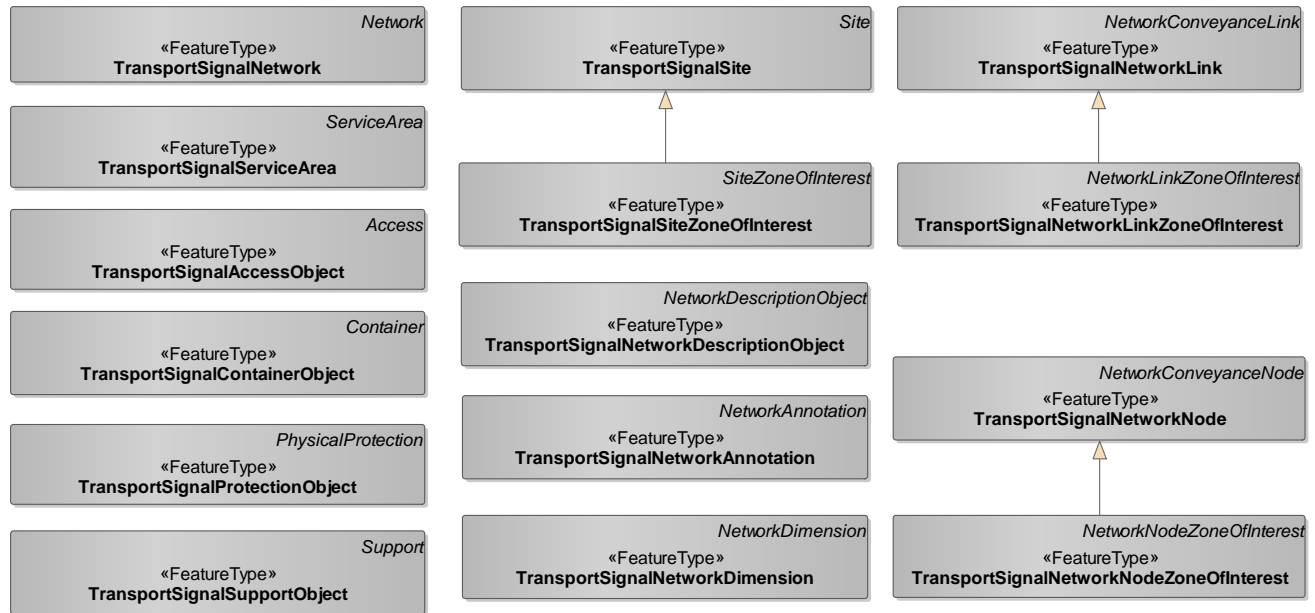 Network
«FeatureType»
TransportSignalNetwork
ServiceArea
«FeatureType»
TransportSignalServiceArea
Access
«FeatureType»
TransportSignalAccessObject
Container
«FeatureType»
TransportSignalContainerObject
PhysicalProtection
«FeatureType»
TransportSignalProtectionObject
Support
«FeatureType»
TransportSignalSupportObject
Site
«FeatureType»
TransportSignalSite
SiteZoneOfInterest
«FeatureType»
TransportSignalSiteZoneOfInterest
NetworkDescriptionObject
«FeatureType»
TransportSignalNetworkDescriptionObject
NetworkAnnotation
«FeatureType»
TransportSignalNetworkAnnotation
NetworkDimension
«FeatureType»
TransportSignalNetworkDimension
NetworkConveyanceLink
«FeatureType»
TransportSignalNetworkLink
NetworkLinkZoneOfInterest
«FeatureType»
TransportSignalNetworkLinkZoneOfInterest
NetworkConveyanceNode
«FeatureType»
TransportSignalNetworkNode
NetworkNodeZoneOfInterest
«FeatureType»
TransportSignalNetworkNodeZoneOfInterest